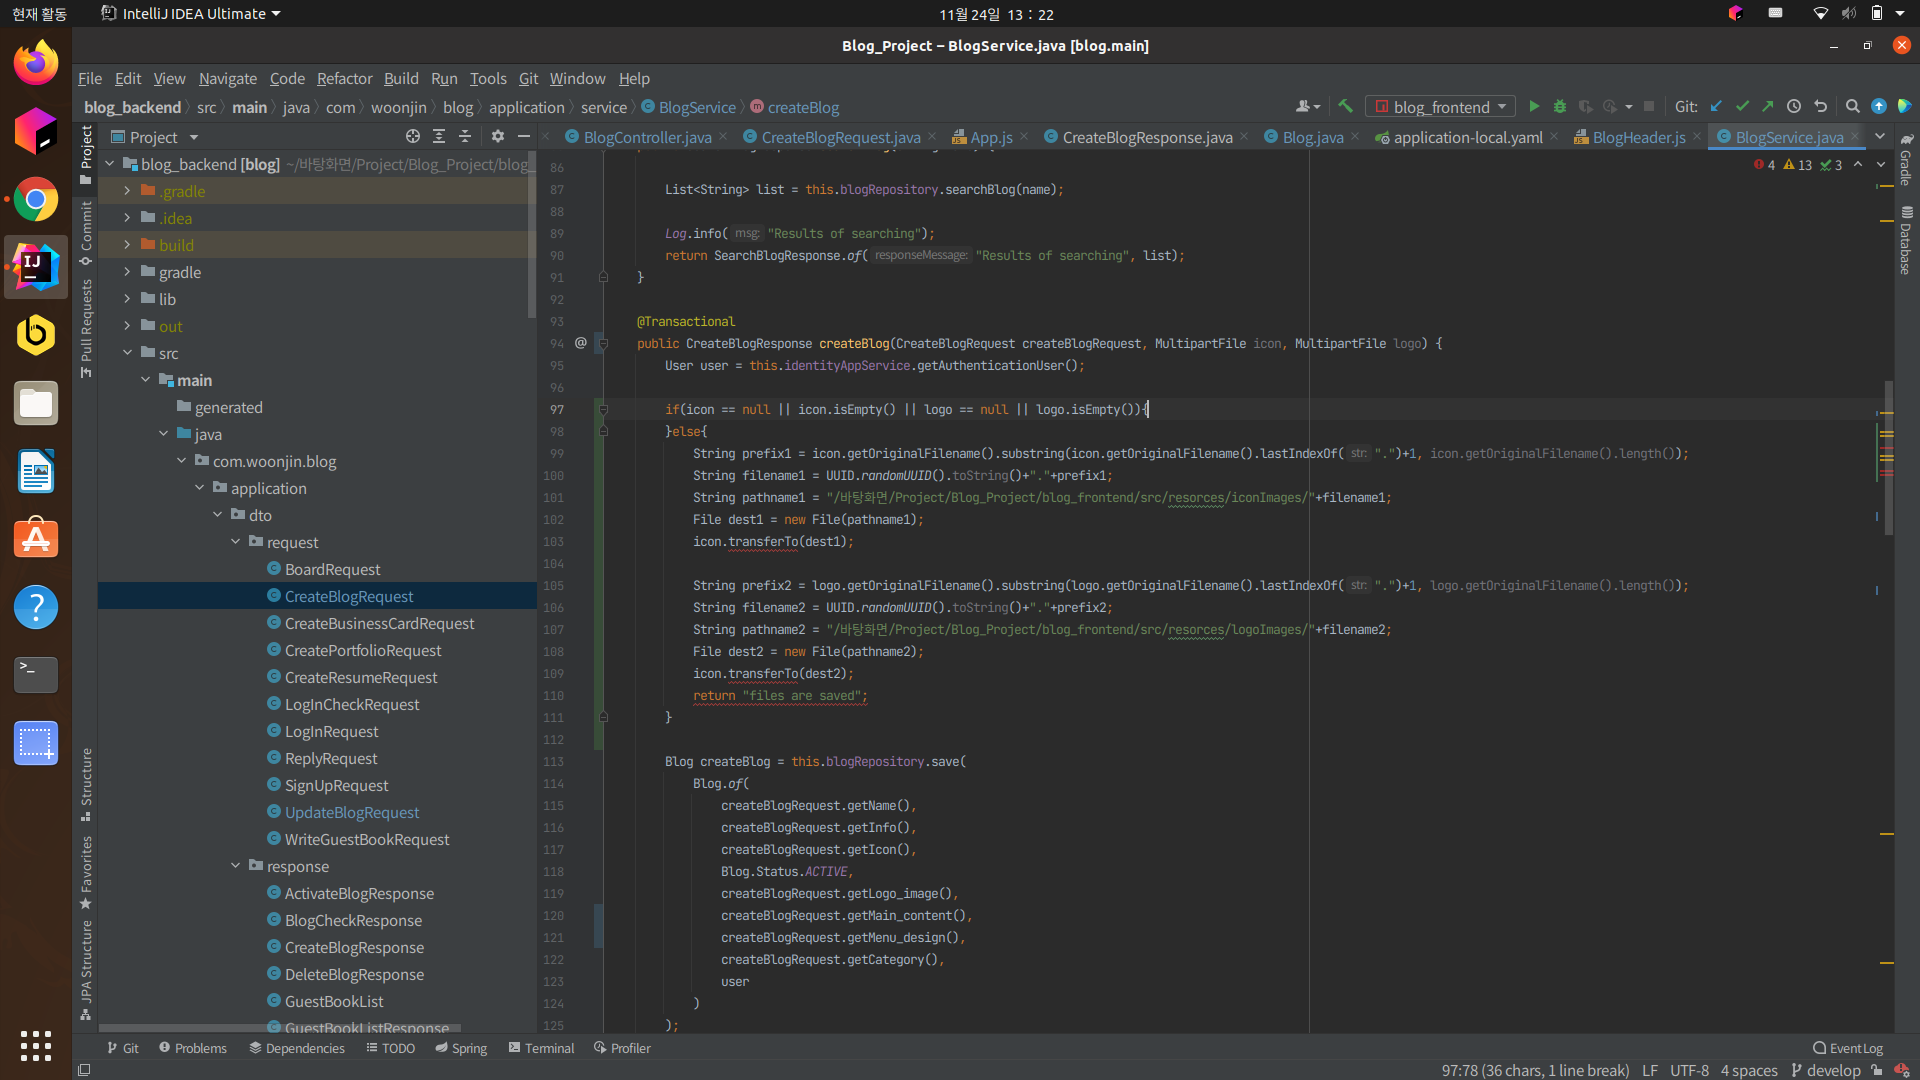 현재 활동
IntelliJ IDEA Ultimate
11월 24일 13 : 22
Blog_Project – BlogService.java [blog.main]
File Edit View Navigate Code Refactor Build Run Tools Git Window Help
blog_backend src main java com woonjin blog application service BlogService createBlog
blog_frontend
Git:
Project
BlogController.java CreateBlogRequest.java App.js CreateBlogResponse.java Blog.java application-local.yaml BlogHeader.js BlogService.java
4 13 3
Project
Commit
Pull Requests
Structure
Favorites
JPA Structure
blog_backend [blog] ~/바탕화면/Project/Blog_Project/blog_
.gradle
.idea
build
gradle
lib
out
src
main
generated
java
com.woonjin.blog
application
dto
request
BoardRequest
CreateBlogRequest
CreateBusinessCardRequest
CreatePortfolioRequest
CreateResumeRequest
LogInCheckRequest
LogInRequest
ReplyRequest
SignUpRequest
UpdateBlogRequest
WriteGuestBookRequest
response
ActivateBlogResponse
BlogCheckResponse
CreateBlogResponse
DeleteBlogResponse
GuestBookList
GuestBookListResponse
86
87 List<String> list = this.blogRepository.searchBlog(name);
88
89 Log.info( msg: "Results of searching");
90 return SearchBlogResponse.of( responseMessage: "Results of searching", list);
91 }
92
93 @Transactional
94 @ public CreateBlogResponse createBlog(CreateBlogRequest createBlogRequest, MultipartFile icon, MultipartFile logo) {
95 User user = this.identityAppService.getAuthenticationUser();
96
97 if(icon == null || icon.isEmpty() || logo == null || logo.isEmpty()){
98 }else{
99 String prefix1 = icon.getOriginalFilename().substring(icon.getOriginalFilename().lastIndexOf( str: ".")+1, icon.getOriginalFilename().length());
100 String filename1 = UUID.randomUUID().toString()+"."+prefix1;
101 String pathname1 = "/바탕화면/Project/Blog_Project/blog_frontend/src/resorces/iconImages/"+filename1;
102 File dest1 = new File(pathname1);
103 icon.transferTo(dest1);
104
105 String prefix2 = logo.getOriginalFilename().substring(logo.getOriginalFilename().lastIndexOf( str: ".")+1, logo.getOriginalFilename().length());
106 String filename2 = UUID.randomUUID().toString()+"."+prefix2;
107 String pathname2 = "/바탕화면/Project/Blog_Project/blog_frontend/src/resorces/logoImages/"+filename2;
108 File dest2 = new File(pathname2);
109 icon.transferTo(dest2);
110 return "files are saved";
111 }
112
113 Blog createBlog = this.blogRepository.save(
114 Blog.of(
115 createBlogRequest.getName(),
116 createBlogRequest.getInfo(),
117 createBlogRequest.getIcon(),
118 Blog.Status.ACTIVE,
119 createBlogRequest.getLogo_image(),
120 createBlogRequest.getMain_content(),
121 createBlogRequest.getMenu_design(),
122 createBlogRequest.getCategory(),
123 user
124 )
125 );
Gradle
Database
Git Problems Dependencies TODO Spring Terminal Profiler
Event Log
97:78 (36 chars, 1 line break) LF UTF-8 4 spaces develop